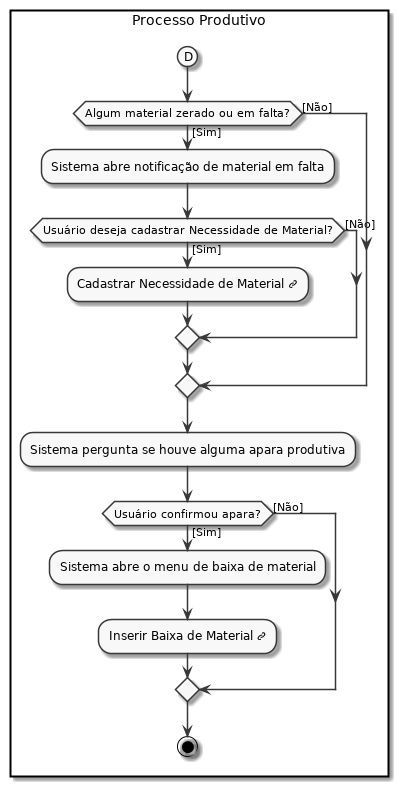 Processo Produtivo
D
Algum material zerado ou em falta?
[Não]
[Sim]
Sistema abre notificação de material em falta
Usuário deseja cadastrar Necessidade de Material?
[Não]
[Sim]
Cadastrar Necessidade de Material
Sistema pergunta se houve alguma apara produtiva
Usuário confirmou apara?
[Não]
[Sim]
Sistema abre o menu de baixa de material
Inserir Baixa de Material